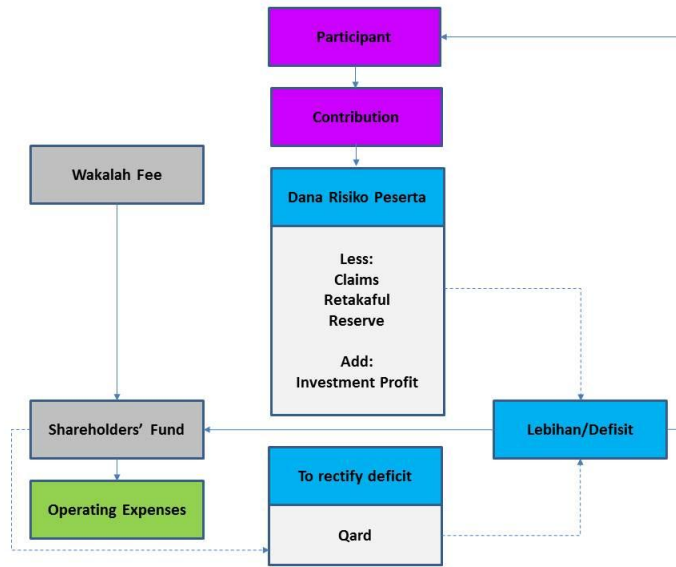 Participant
Contribution
Wakalah Fee
Dana Risiko Peserta
Less:
Claims
Retakaful
Reserve
Add:
Investment Profit
Shareholders' Fund
Lebihan/Defisit
To rectify deficit
Operating Expenses
Qard